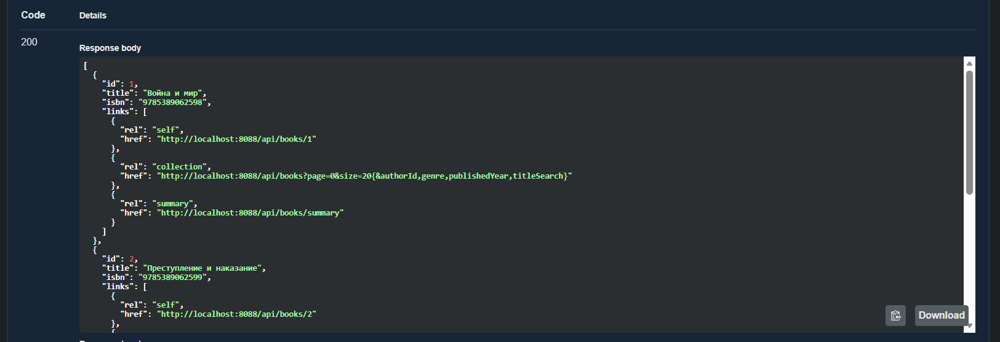 Code Details
200
Response body
[
  {
    "id": 1,
    "title": "Война и мир",
    "isbn": "9785389062598",
    "links": [
      {
        "rel": "self",
        "href": "http://localhost:8088/api/books/1"
      },
      {
        "rel": "collection",
        "href": "http://localhost:8088/api/books?page=0&size=20{&authorId,genre,publishedYear,titleSearch}"
      },
      {
        "rel": "summary",
        "href": "http://localhost:8088/api/books/summary"
      }
    ]
  },
  {
    "id": 2,
    "title": "Преступление и наказание",
    "isbn": "9785389062599",
    "links": [
      {
        "rel": "self",
        "href": "http://localhost:8088/api/books/2"
      },
      {
Download